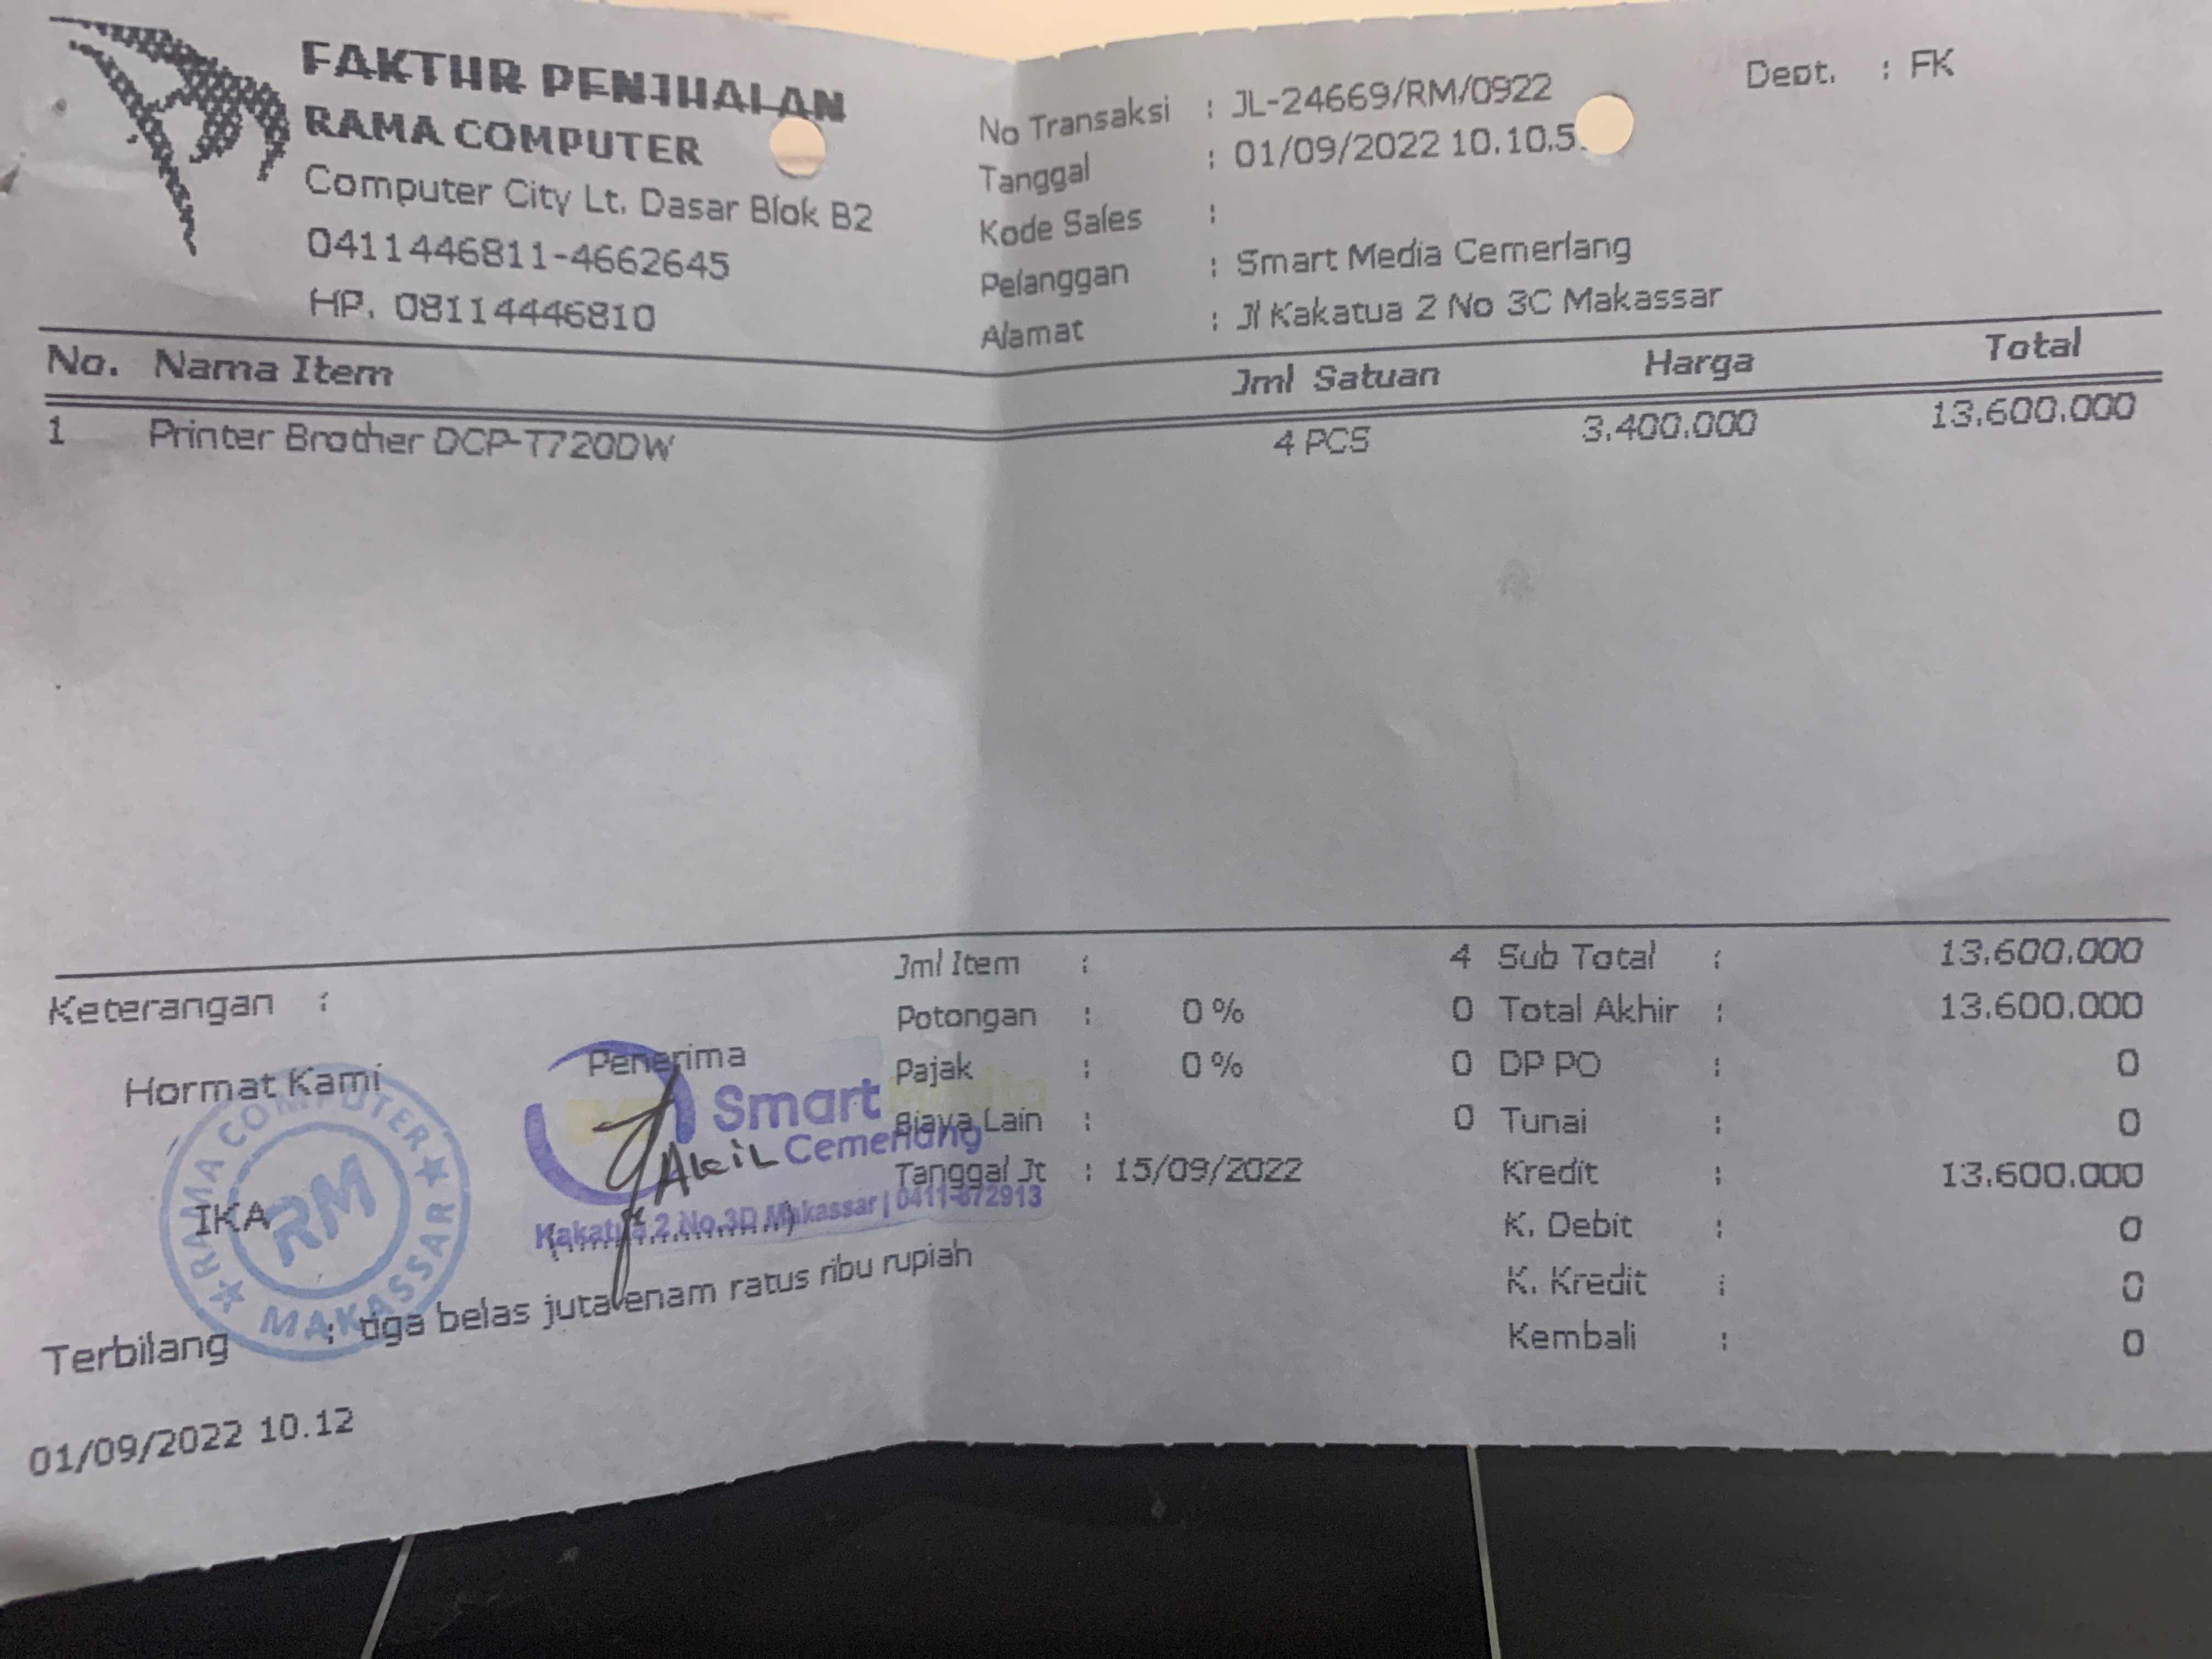 FAKTUR PENJUALAN
RAMA COMPUTER
Computer City Lt. Dasar Blok B2
0411446811-4662645
HP. 08114446810
No Transaksi : JL-24669/RM/0922
Dept. : FK
Tanggal : 01/09/2022 10.10.5
Kode Sales :
Pelanggan : Smart Media Cemerlang
Alamat : Jl Kakatua 2 No 3C Makassar
No. Nama Item Jml Satuan Harga Total
1 Printer Brother DCP-T720DW 4 PCS 3.400.000 13.600.000
Keterangan :
Jml Item : 4 Sub Total : 13.600.000
Potongan : 0 % 0 Total Akhir : 13.600.000
Pajak : 0 % 0 DP PO : 0
Biaya Lain : 0 Tunai : 0
Tanggal Jt : 15/09/2022 Kredit : 13.600.000
K. Debit : 0
K. Kredit : 0
Kembali : 0
Hormat Kami
RAMA COMPUTER
RM
MAKASSAR
IKA
Penerima
Smart Media
Cemerlang
Akil
Kakatua 2 No.3D Makassar | 0411-872913
(..................)
Terbilang : tiga belas juta enam ratus ribu rupiah
01/09/2022 10.12